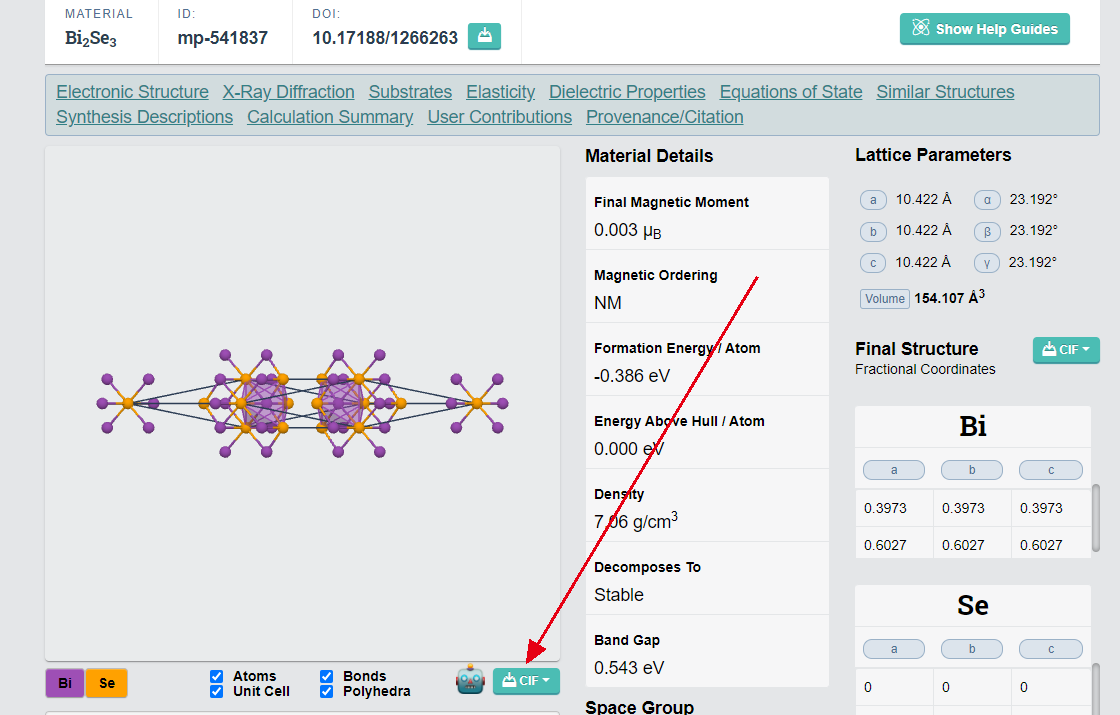 MATERIAL
Bi2Se3
ID:
mp-541837
DOI:
10.17188/1266263
Show Help Guides
Electronic Structure X-Ray Diffraction Substrates Elasticity Dielectric Properties Equations of State Similar Structures
Synthesis Descriptions Calculation Summary User Contributions Provenance/Citation
Bi Se
Atoms Bonds
Unit Cell Polyhedra
CIF
Material Details
Final Magnetic Moment
0.003 μB
Magnetic Ordering
NM
Formation Energy / Atom
-0.386 eV
Energy Above Hull / Atom
0.000 eV
Density
7.06 g/cm3
Decomposes To
Stable
Band Gap
0.543 eV
Space Group
Lattice Parameters
a 10.422 Å α 23.192°
b 10.422 Å β 23.192°
c 10.422 Å γ 23.192°
Volume 154.107 Å3
Final Structure CIF
Fractional Coordinates
Bi
a b c
0.3973 0.3973 0.3973
0.6027 0.6027 0.6027
Se
a b c
0 0 0